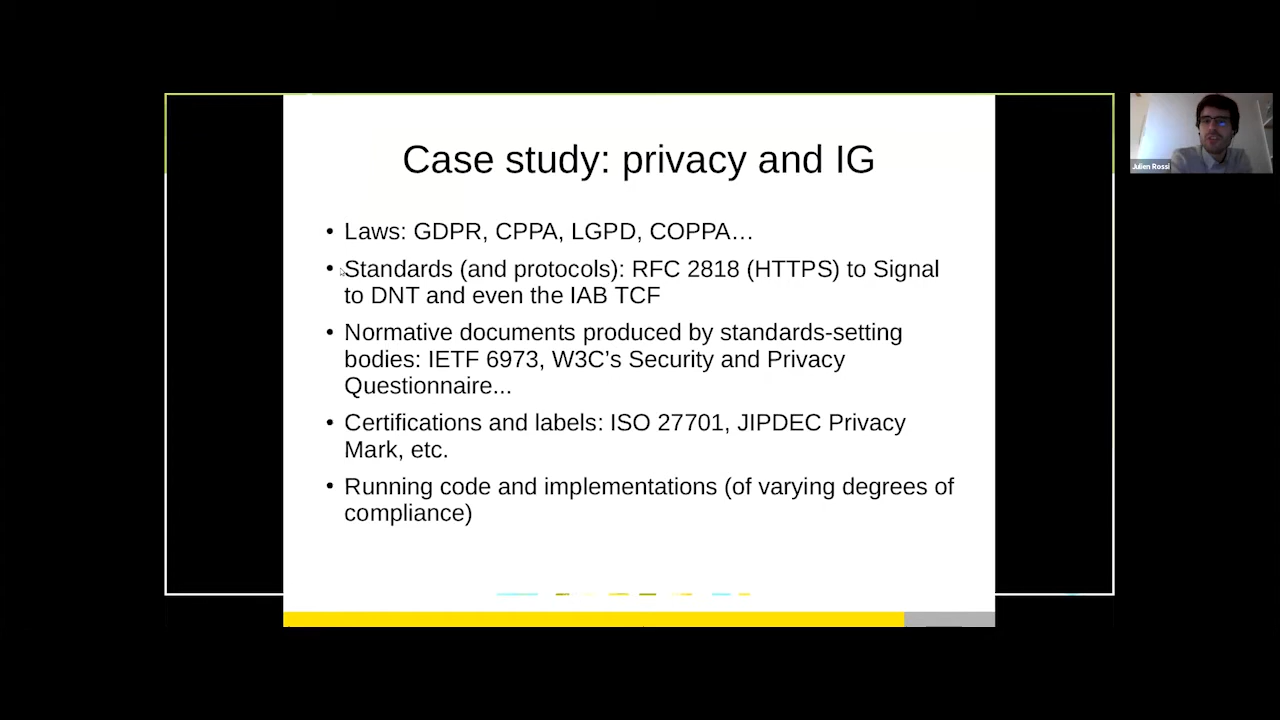 Case study: privacy and IG
• Laws: GDPR, CPPA, LGPD, COPPA…
• Standards (and protocols): RFC 2818 (HTTPS) to Signal
to DNT and even the IAB TCF
• Normative documents produced by standards-setting
bodies: IETF 6973, W3C’s Security and Privacy
Questionnaire...
• Certifications and labels: ISO 27701, JIPDEC Privacy
Mark, etc.
• Running code and implementations (of varying degrees of
compliance)
Julien Rossi